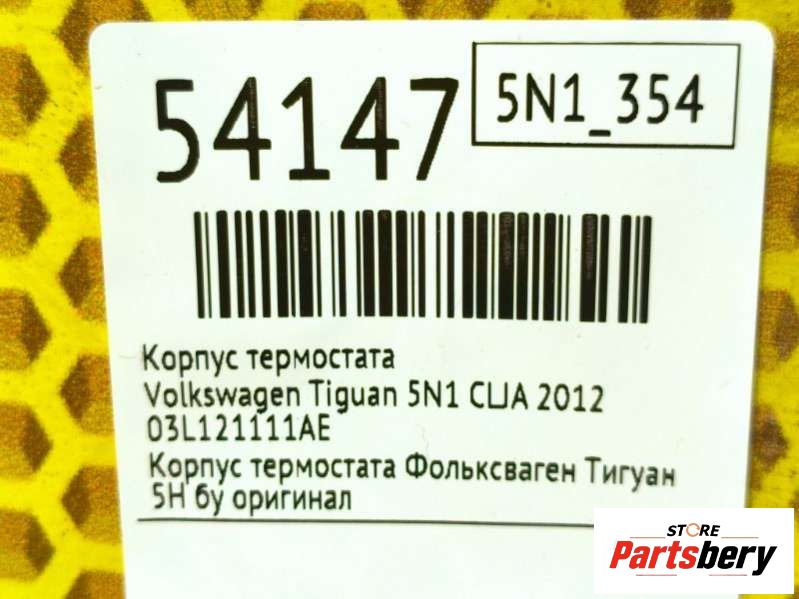 54147
5N1_354
Корпус термостата
Volkswagen Tiguan 5N1 CLJA 2012
03L121111AE
Корпус термостата Фольксваген Тигуан
5Н бу оригинал
STORE
Partsbery